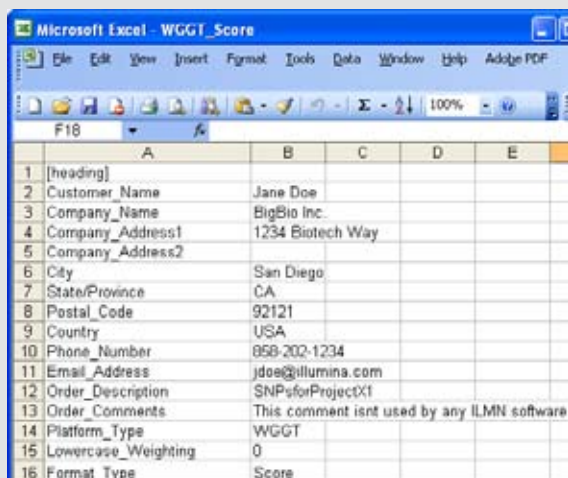 Microsoft Excel - WGGT_Score
File Edit View Insert Format Tools Data Window Help Adobe PDF
100%
F18 fx
A B C D E
1 [heading]
2 Customer_Name Jane Doe
3 Company_Name BigBio Inc.
4 Company_Address1 1234 Biotech Way
5 Company_Address2
6 City San Diego
7 State/Province CA
8 Postal_Code 92121
9 Country USA
10 Phone_Number 858-202-1234
11 Email_Address jdoe@illumina.com
12 Order_Description SNPsforProjectX1
13 Order_Comments This comment isnt used by any ILMN software
14 Platform_Type WGGT
15 Lowercase_Weighting 0
16 Format_Type Score